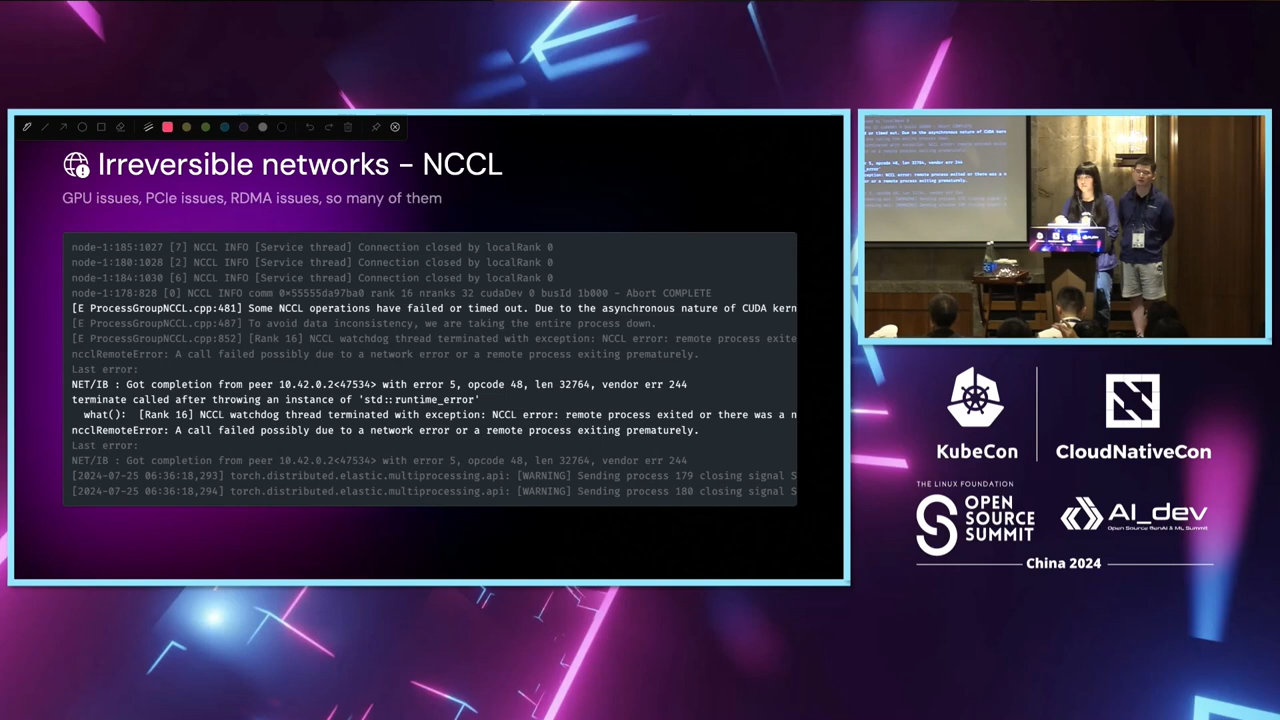 Irreversible networks – NCCL
GPU issues, PCIe issues, RDMA issues, so many of them
node-1:185:1027 [7] NCCL INFO [Service thread] Connection closed by localRank 0
node-1:180:1028 [2] NCCL INFO [Service thread] Connection closed by localRank 0
node-1:184:1030 [6] NCCL INFO [Service thread] Connection closed by localRank 0
node-1:178:828 [0] NCCL INFO comm 0×55555da97ba0 rank 16 nranks 32 cudaDev 0 busId 1b000 - Abort COMPLETE
[E ProcessGroupNCCL.cpp:481] Some NCCL operations have failed or timed out. Due to the asynchronous nature of CUDA kern
[E ProcessGroupNCCL.cpp:487] To avoid data inconsistency, we are taking the entire process down.
[E ProcessGroupNCCL.cpp:852] [Rank 16] NCCL watchdog thread terminated with exception: NCCL error: remote process exite
ncclRemoteError: A call failed possibly due to a network error or a remote process exiting prematurely.
Last error:
NET/IB : Got completion from peer 10.42.0.2<47534> with error 5, opcode 48, len 32764, vendor err 244
terminate called after throwing an instance of 'std::runtime_error'
what(): [Rank 16] NCCL watchdog thread terminated with exception: NCCL error: remote process exited or there was a n
ncclRemoteError: A call failed possibly due to a network error or a remote process exiting prematurely.
Last error:
NET/IB : Got completion from peer 10.42.0.2<47534> with error 5, opcode 48, len 32764, vendor err 244
[2024-07-25 06:36:18,293] torch.distributed.elastic.multiprocessing.api: [WARNING] Sending process 179 closing signal S
[2024-07-25 06:36:18,294] torch.distributed.elastic.multiprocessing.api: [WARNING] Sending process 180 closing signal S
KubeCon
CloudNativeCon
THE LINUX FOUNDATION
OPEN
SOURCE
SUMMIT
AI_dev
Open Source GenAI & ML Summit
China 2024